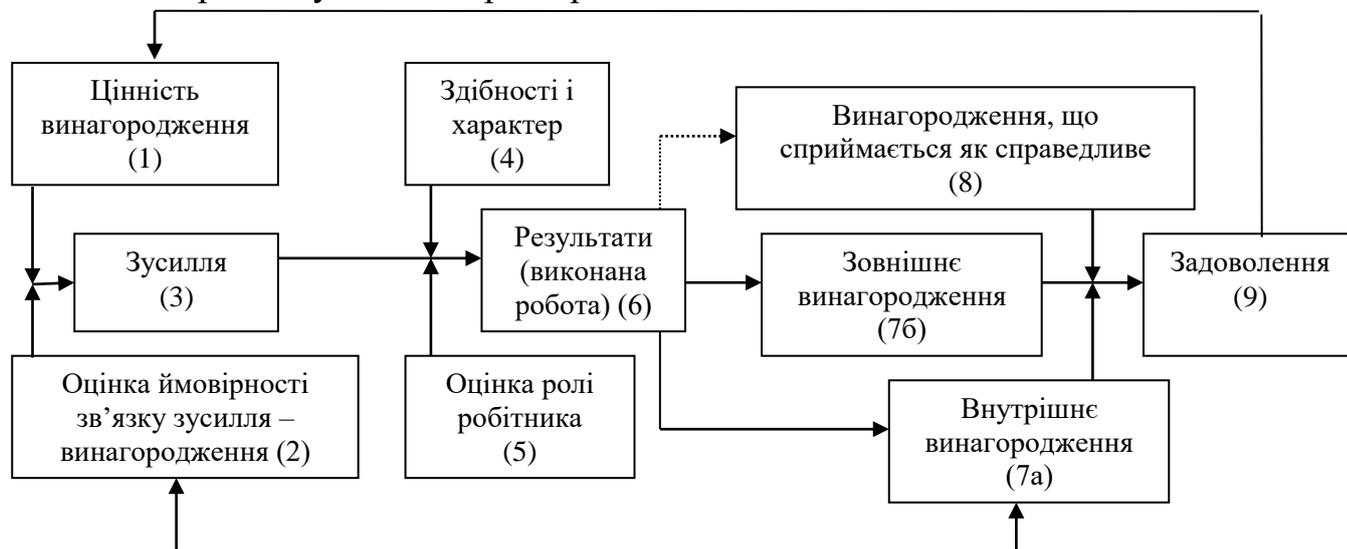 Цінність
винагородження
(1)
Здібності і
характер
(4)
Винагородження, що
сприймається як справедливе
(8)
Зусилля
(3)
Результати
(виконана
робота) (6)
Зовнішнє
винагородження
(7б)
Задоволення
(9)
Оцінка ймовірності
зв’язку зусилля –
винагородження (2)
Оцінка ролі
робітника
(5)
Внутрішнє
винагородження
(7а)